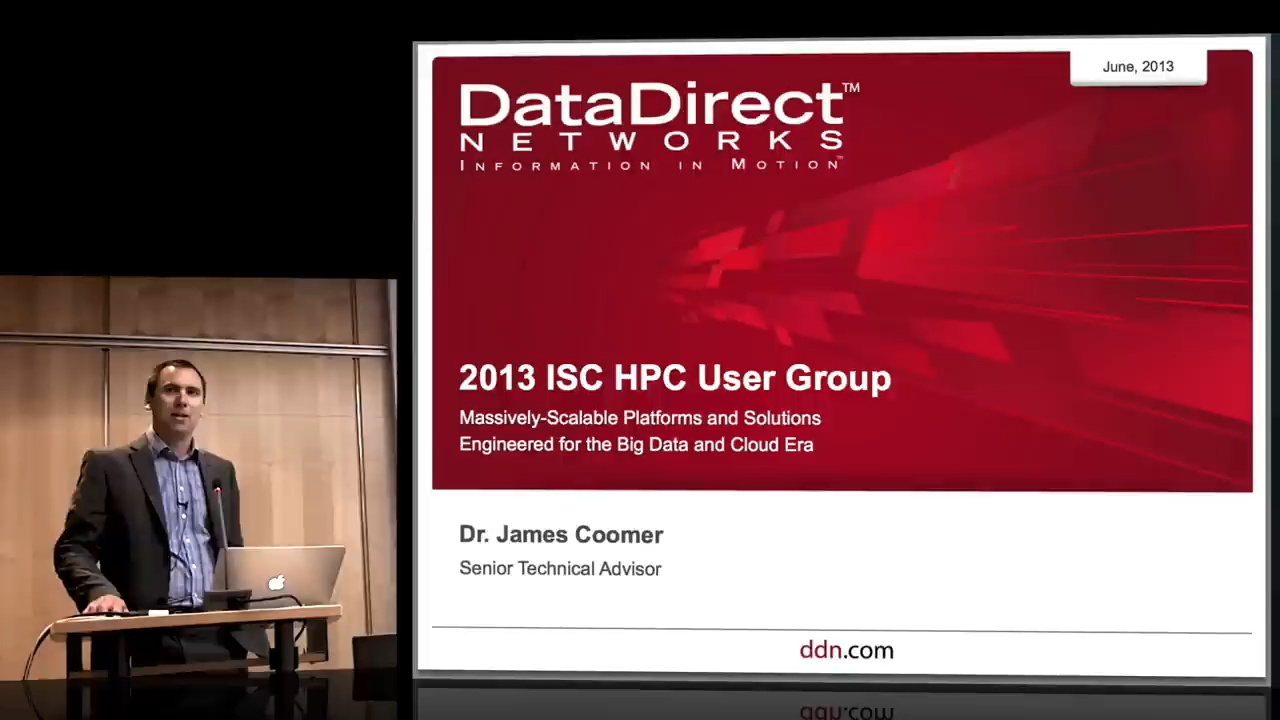 June, 2013
DataDirect™
NETWORKS
INFORMATION IN MOTION™
2013 ISC HPC User Group
Massively-Scalable Platforms and Solutions
Engineered for the Big Data and Cloud Era
Dr. James Coomer
Senior Technical Advisor
ddn.com